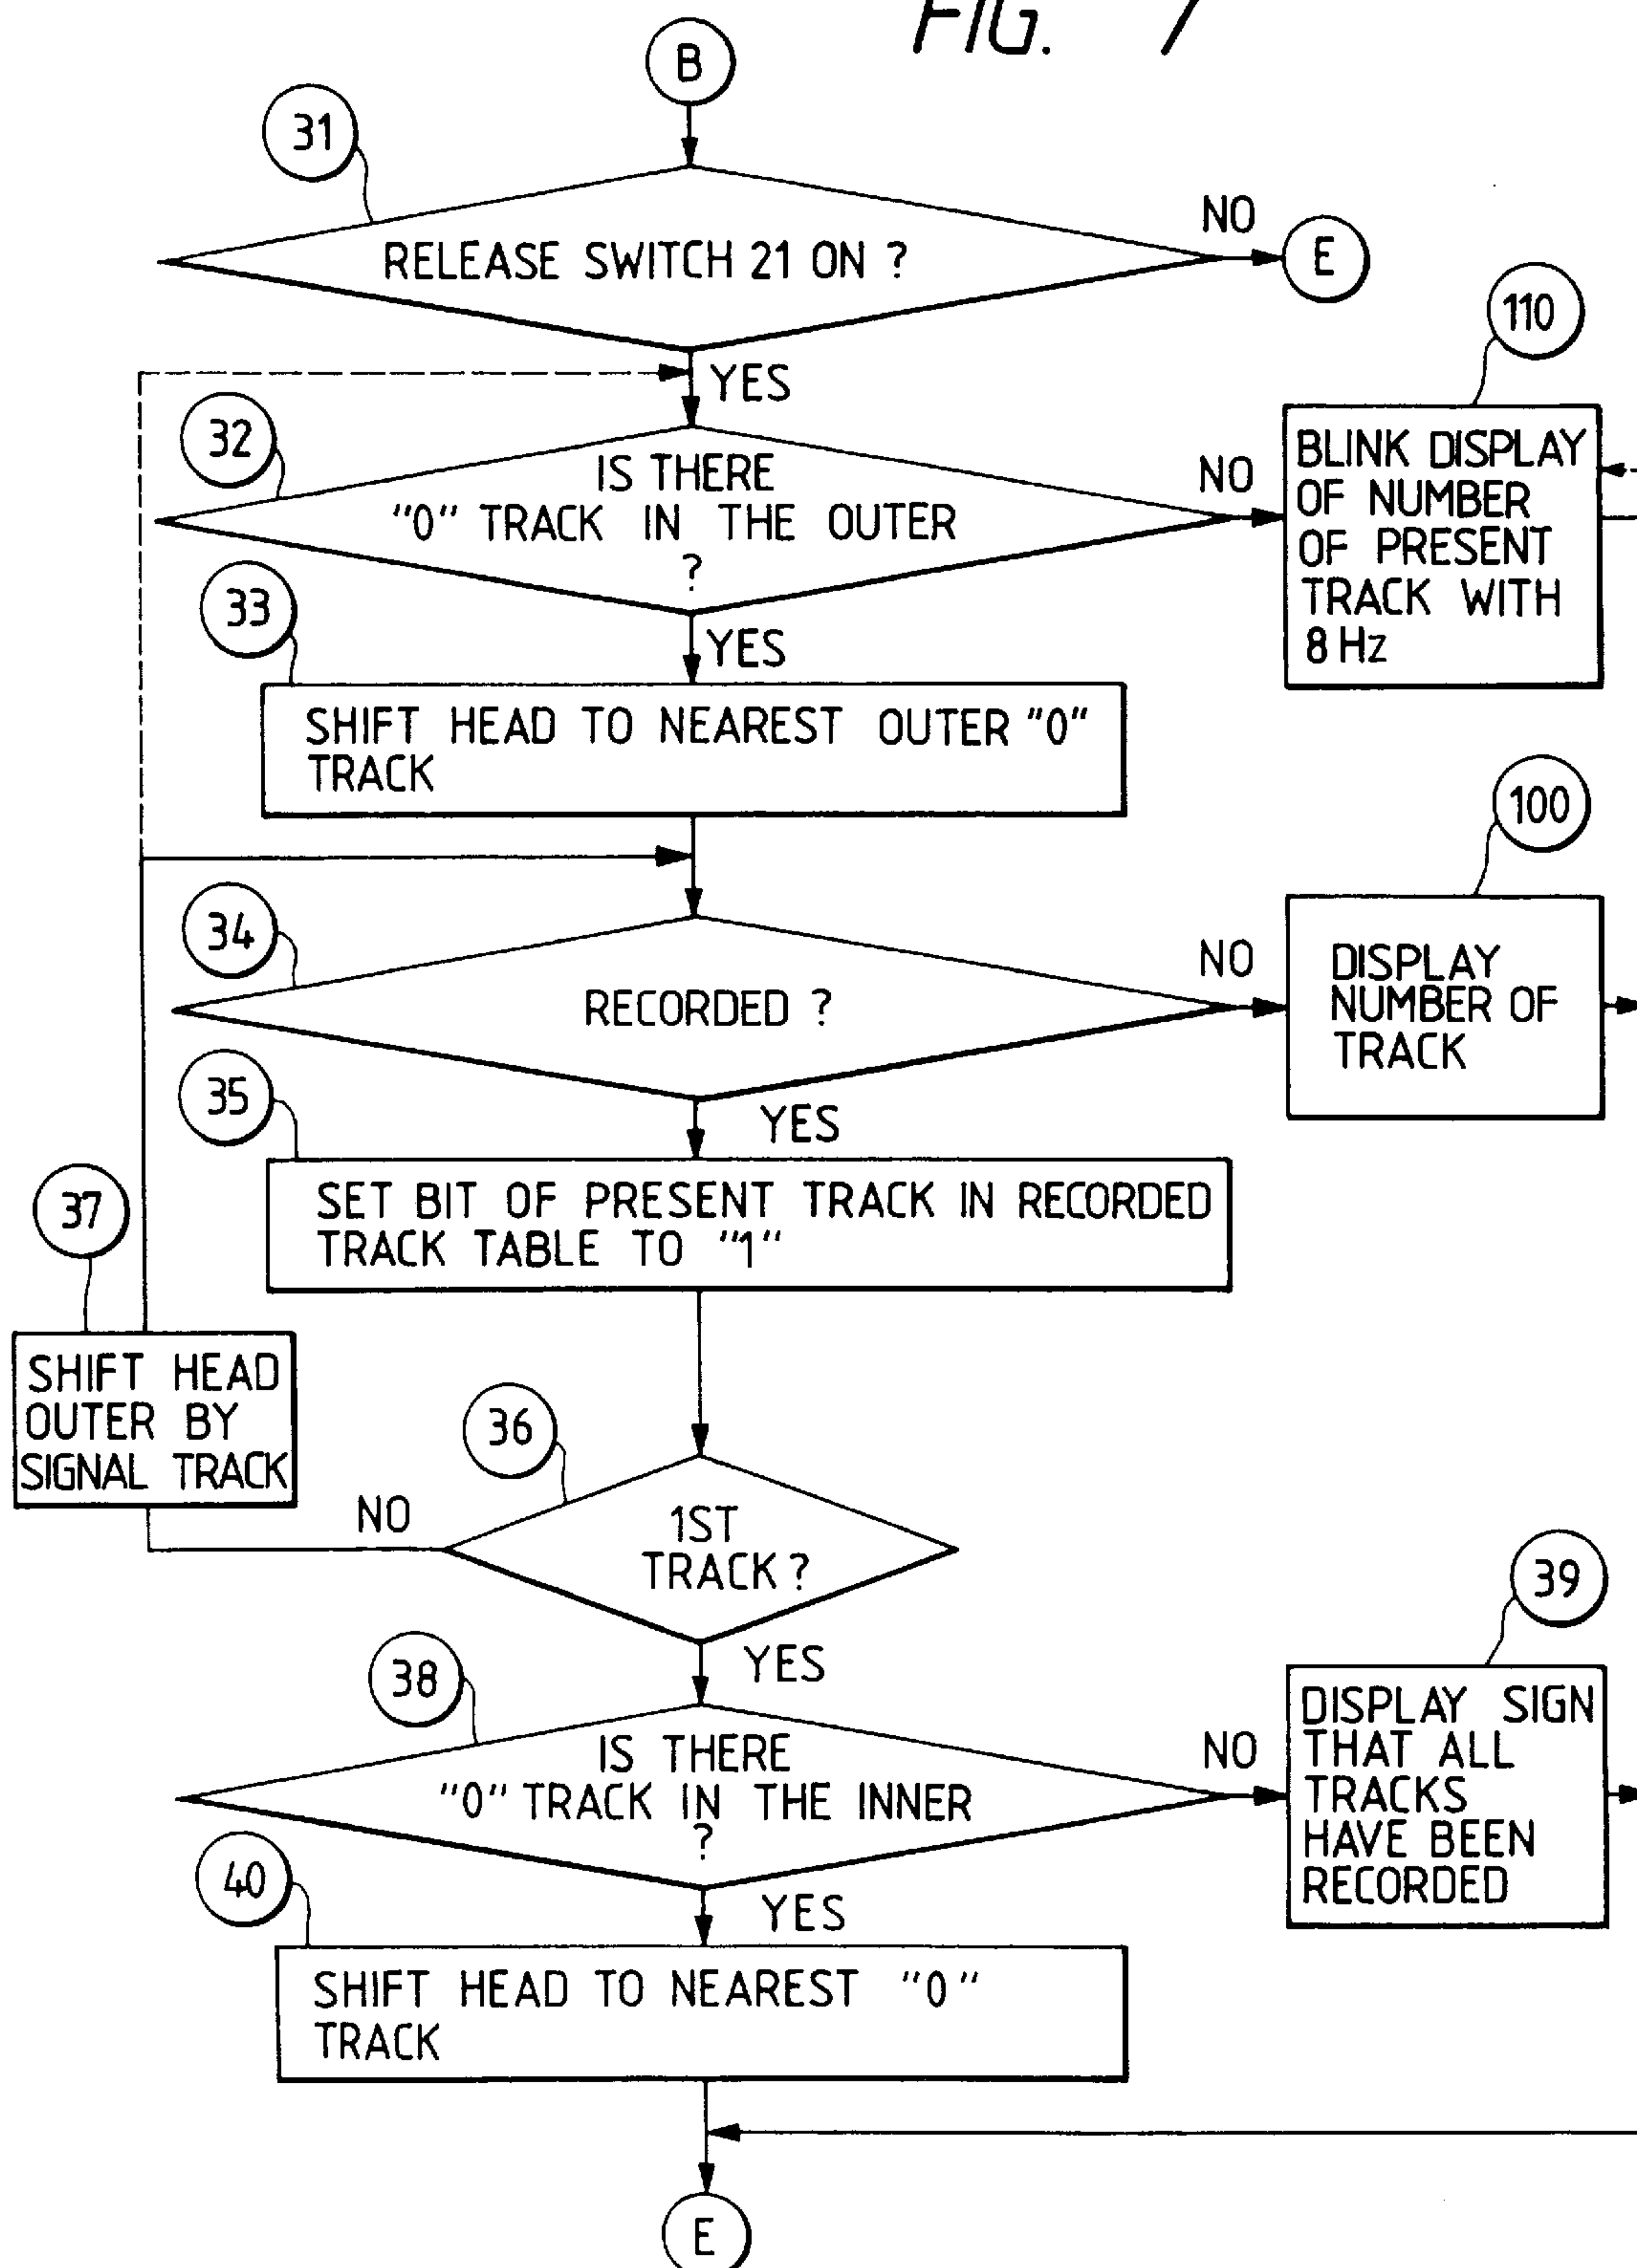 FIG. 7
B
31
RELEASE SWITCH 21 ON ?
NO
E
YES
110
32
IS THERE
"0" TRACK IN THE OUTER
?
NO
BLINK DISPLAY
OF NUMBER
OF PRESENT
TRACK WITH
8 Hz
33
YES
SHIFT HEAD TO NEAREST OUTER "0"
TRACK
100
34
RECORDED ?
NO
DISPLAY
NUMBER OF
TRACK
35
YES
SET BIT OF PRESENT TRACK IN RECORDED
TRACK TABLE TO "1"
37
SHIFT HEAD
OUTER BY
SIGNAL TRACK
36
NO
1ST
TRACK ?
YES
39
38
IS THERE
"0" TRACK IN THE INNER
?
NO
DISPLAY SIGN
THAT ALL
TRACKS
HAVE BEEN
RECORDED
40
YES
SHIFT HEAD TO NEAREST "0"
TRACK
E